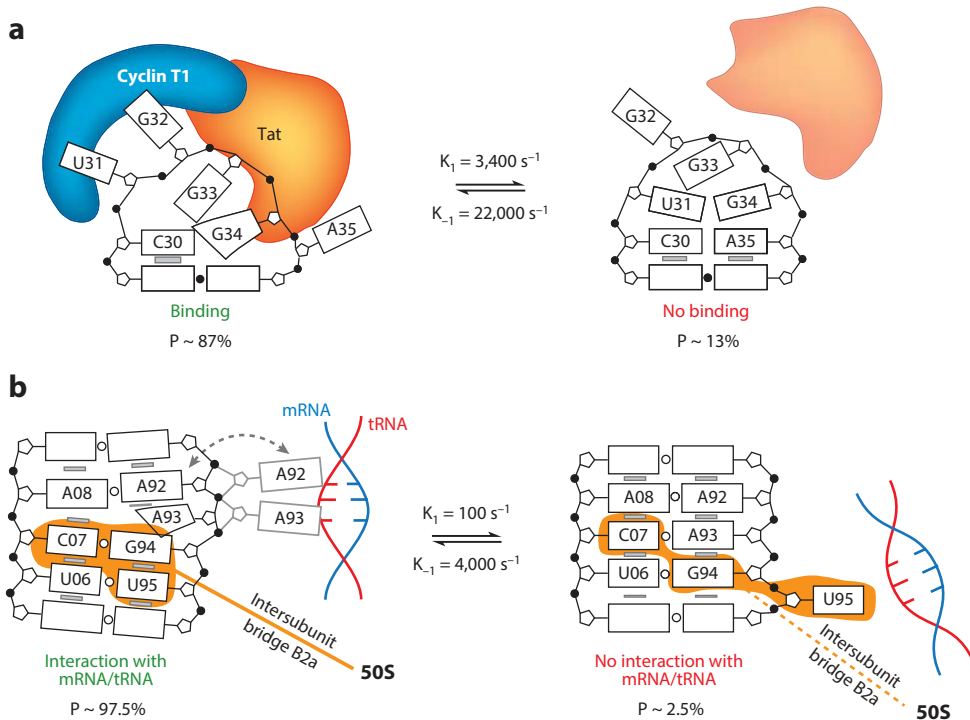 a
Cyclin T1
G32
Tat
U31
G33
G34
A35
C30
Binding
P ~ 87%
K₁ = 3,400 s⁻¹
K₋₁ = 22,000 s⁻¹
G32
G33
U31
G34
C30
A35
No binding
P ~ 13%
b
mRNA
tRNA
A92
A08
A92
A93
A93
C07
G94
U06
U95
Intersubunit
bridge B2a
50S
Interaction with
mRNA/tRNA
P ~ 97.5%
K₁ = 100 s⁻¹
K₋₁ = 4,000 s⁻¹
A08
A92
C07
A93
U06
G94
U95
Intersubunit
bridge B2a
50S
No interaction with
mRNA/tRNA
P ~ 2.5%